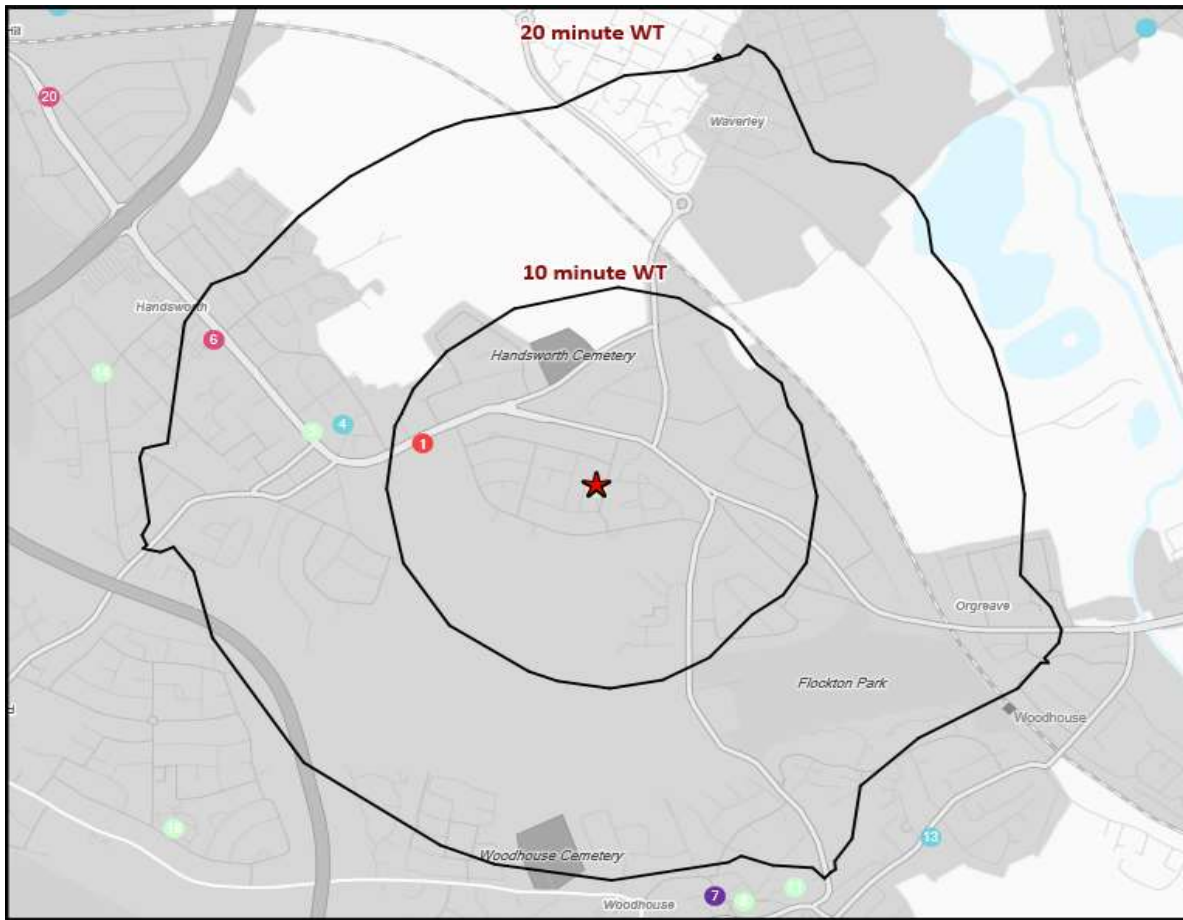 20 minute WT
20
Waverley
10 minute WT
Handsworth
6
Handsworth Cemetery
4
1
Orgreave
Flockton Park
Woodhouse
13
Woodhouse Cemetery
7
Woodhouse